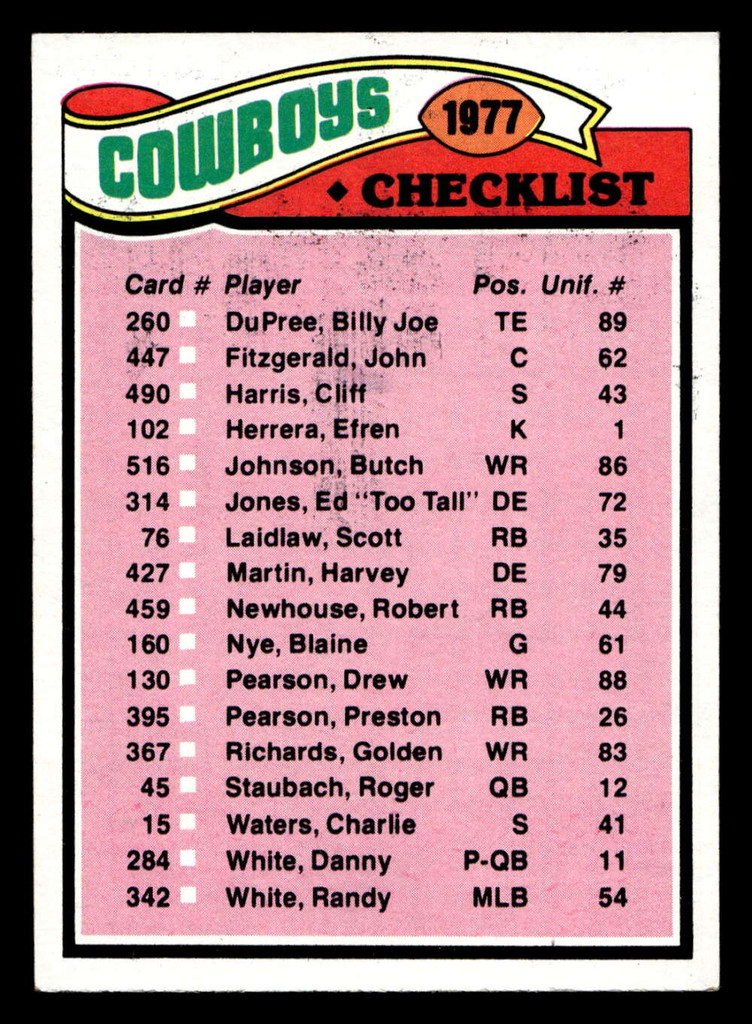 COWBOYS 1977
♦ CHECKLIST
Card # Player Pos. Unif. #
260 DuPree, Billy Joe TE 89
447 Fitzgerald, John C 62
490 Harris, Cliff S 43
102 Herrera, Efren K 1
516 Johnson, Butch WR 86
314 Jones, Ed "Too Tall" DE 72
76 Laidlaw, Scott RB 35
427 Martin, Harvey DE 79
459 Newhouse, Robert RB 44
160 Nye, Blaine G 61
130 Pearson, Drew WR 88
395 Pearson, Preston RB 26
367 Richards, Golden WR 83
45 Staubach, Roger QB 12
15 Waters, Charlie S 41
284 White, Danny P-QB 11
342 White, Randy MLB 54